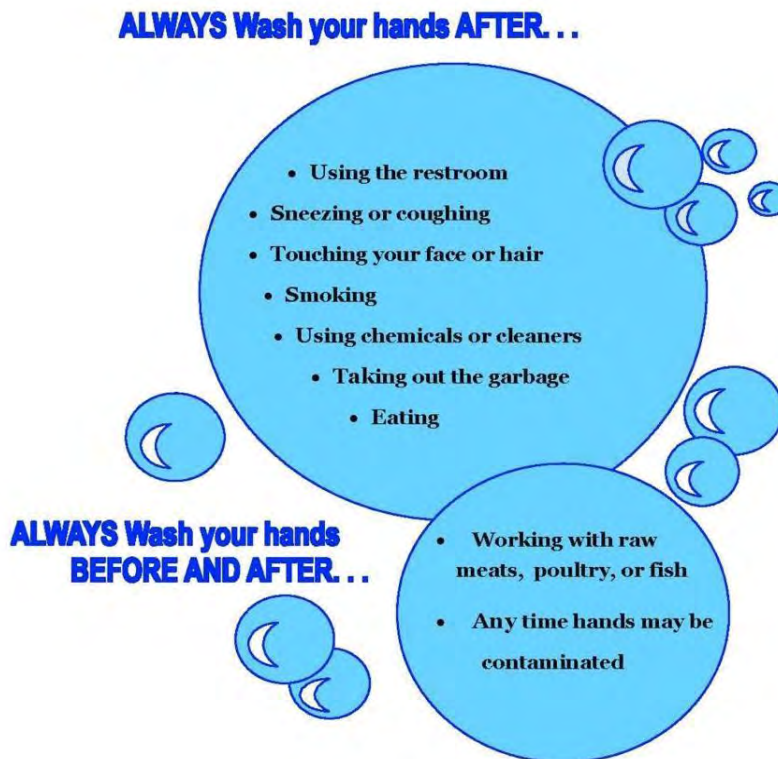 ALWAYS Wash your hands AFTER. . .
• Using the restroom
• Sneezing or coughing
• Touching your face or hair
• Smoking
• Using chemicals or cleaners
• Taking out the garbage
• Eating
ALWAYS Wash your hands
BEFORE AND AFTER. . .
• Working with raw
meats, poultry, or fish
• Any time hands may be
contaminated